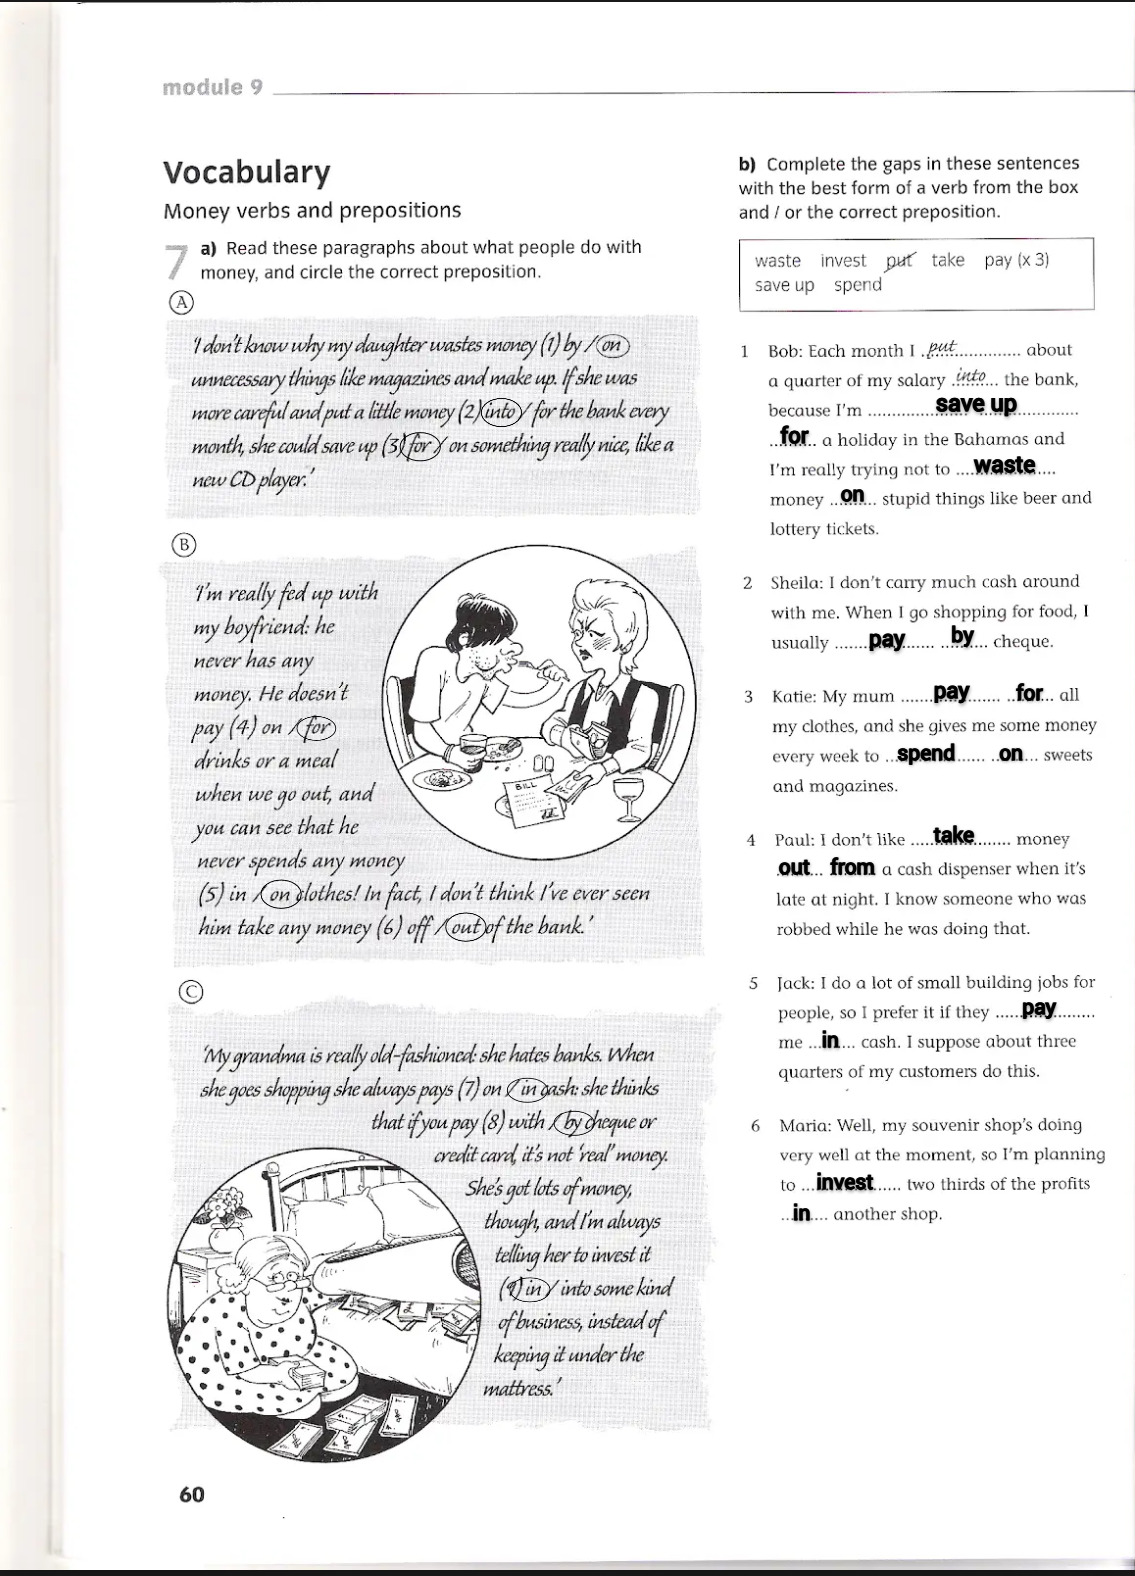 module 9
Vocabulary
Money verbs and prepositions
7 a) Read these paragraphs about what people do with
money, and circle the correct preposition.
A
'I don't know why my daughter wastes money (1) by / on
unnecessary things like magazines and make up. If she was
more careful and put a little money (2) into / for the bank every
month, she could save up (3) for / on something really nice, like a
new CD player.'
B
'I'm really fed up with
my boyfriend: he
never has any
money. He doesn't
pay (4) on / for
drinks or a meal
when we go out, and
you can see that he
never spends any money
(5) in / on clothes! In fact, I don't think I've ever seen
him take any money (6) off / out of the bank.'
BILL
C
'My grandma is really old-fashioned: she hates banks. When
she goes shopping she always pays (7) on / in cash: she thinks
that if you pay (8) with / by cheque or
credit card, it's not 'real' money.
She's got lots of money,
though, and I'm always
telling her to invest it
(9) in / into some kind
of business, instead of
keeping it under the
mattress.'
60
b) Complete the gaps in these sentences
with the best form of a verb from the box
and / or the correct preposition.
waste invest put take pay (x 3)
save up spend
1 Bob: Each month I .put.............. about
a quarter of my salary .into... the bank,
because I'm .............save up.............
..for.. a holiday in the Bahamas and
I'm really trying not to ....waste....
money ..on... stupid things like beer and
lottery tickets.
2 Sheila: I don't carry much cash around
with me. When I go shopping for food, I
usually .......pay...... ..by.... cheque.
3 Katie: My mum .......pay....... ..for... all
my clothes, and she gives me some money
every week to ...spend...... ..on... sweets
and magazines.
4 Paul: I don't like .....take........ money
.out... from a cash dispenser when it's
late at night. I know someone who was
robbed while he was doing that.
5 Jack: I do a lot of small building jobs for
people, so I prefer it if they ......pay.........
me ...in... cash. I suppose about three
quarters of my customers do this.
6 Maria: Well, my souvenir shop's doing
very well at the moment, so I'm planning
to ...invest...... two thirds of the profits
...in.... another shop.